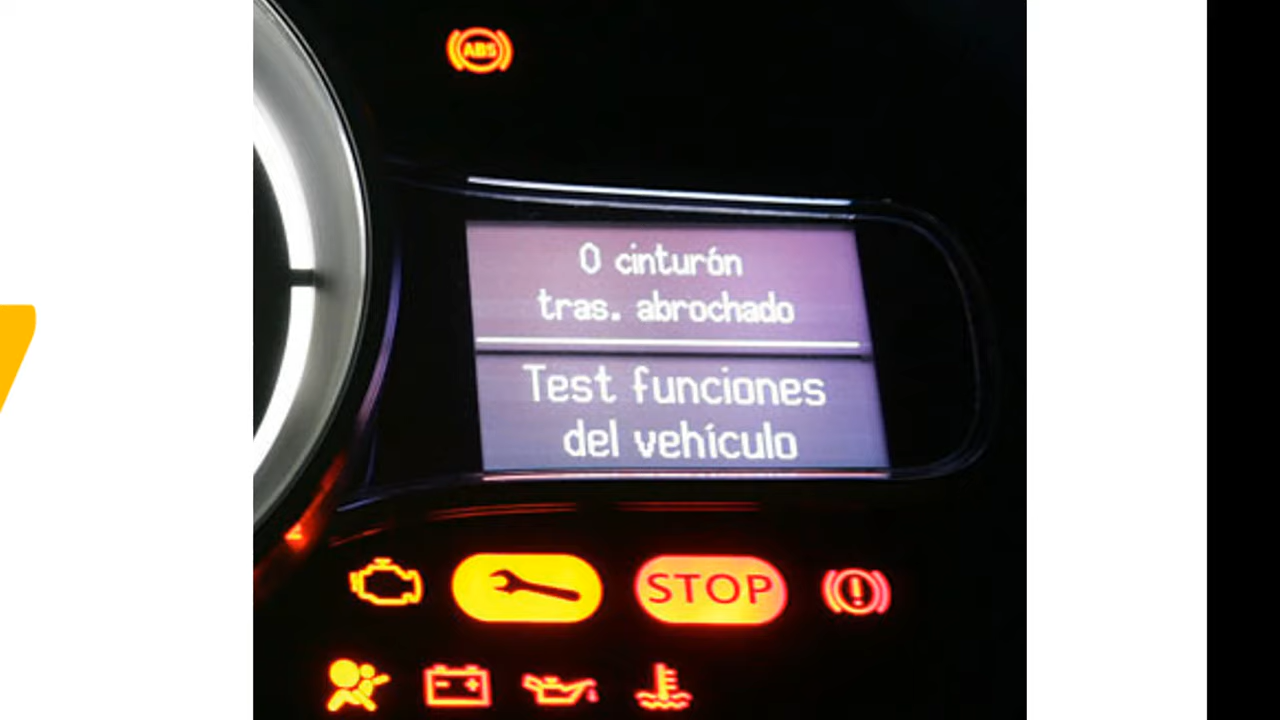 ABS
0 cinturón
tras. abrochado
Test funciones
del vehículo
STOP